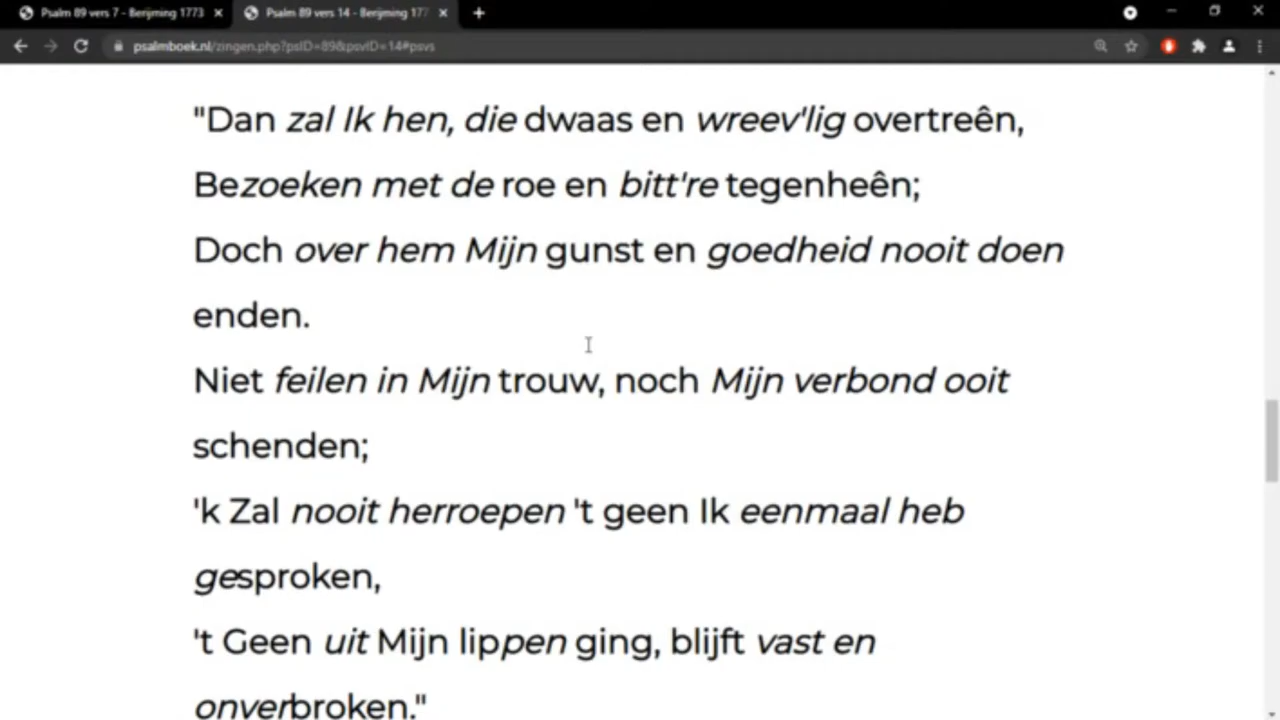 Psalm 89 vers 7 - Berijming 1773
Psalm 89 vers 14 - Berijming 177
psalmboek.nl/zingen.php?psID=89&psvID=14#psvs
"Dan zal Ik hen, die dwaas en wreev'lig overtreên,
Bezoeken met de roe en bitt're tegenheên;
Doch over hem Mijn gunst en goedheid nooit doen
enden.
Niet feilen in Mijn trouw, noch Mijn verbond ooit
schenden;
'k Zal nooit herroepen 't geen Ik eenmaal heb
gesproken,
't Geen uit Mijn lippen ging, blijft vast en
onverbroken."